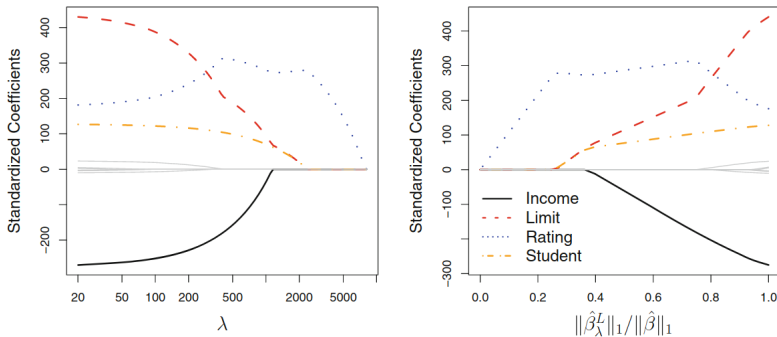 Standardized Coefficients
400
300
200
100
0
−200
20 50 100 200 500 2000 5000
λ
Standardized Coefficients
400
300
200
100
0
−100
−300
Income
Limit
Rating
Student
0.0 0.2 0.4 0.6 0.8 1.0
‖β̂λᴸ‖₁/‖β̂‖₁